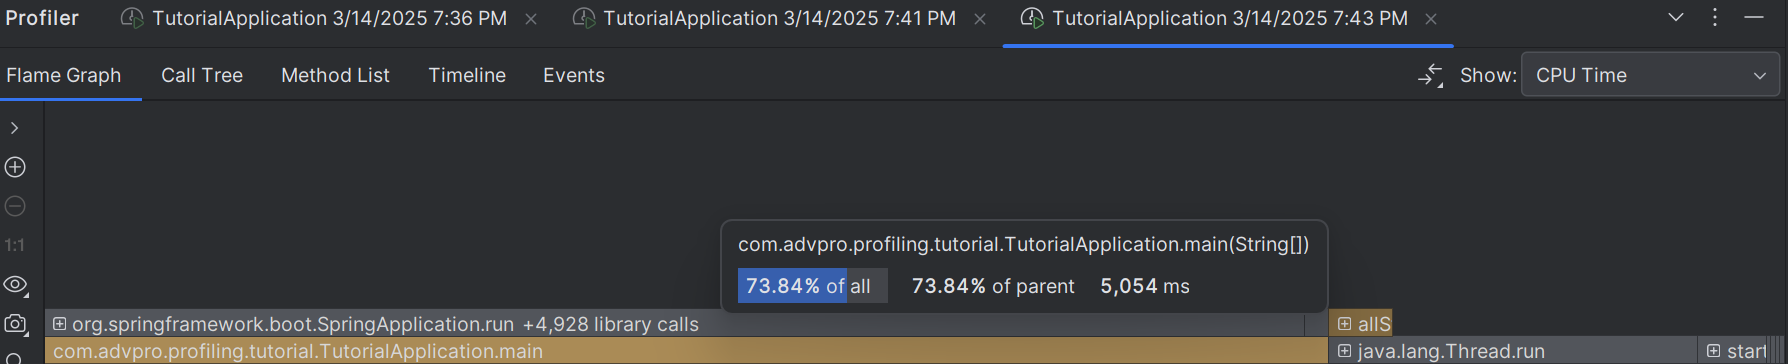 Profiler TutorialApplication 3/14/2025 7:36 PM TutorialApplication 3/14/2025 7:41 PM TutorialApplication 3/14/2025 7:43 PM
Flame Graph Call Tree Method List Timeline Events Show: CPU Time
com.advpro.profiling.tutorial.TutorialApplication.main(String[])
1:1
73.84% of all 73.84% of parent 5,054 ms
org.springframework.boot.SpringApplication.run +4,928 library calls allS
com.advpro.profiling.tutorial.TutorialApplication.main java.lang.Thread.run start